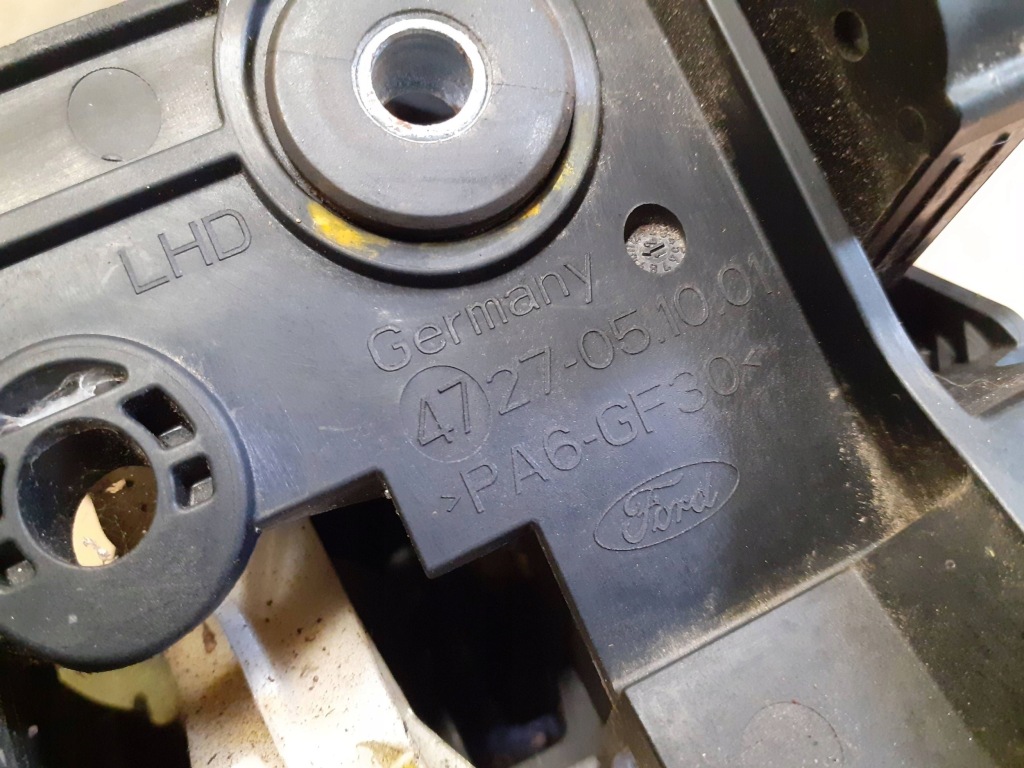 LHD
Germany
4727-05.10.01
>PA6-GF30<
Ford